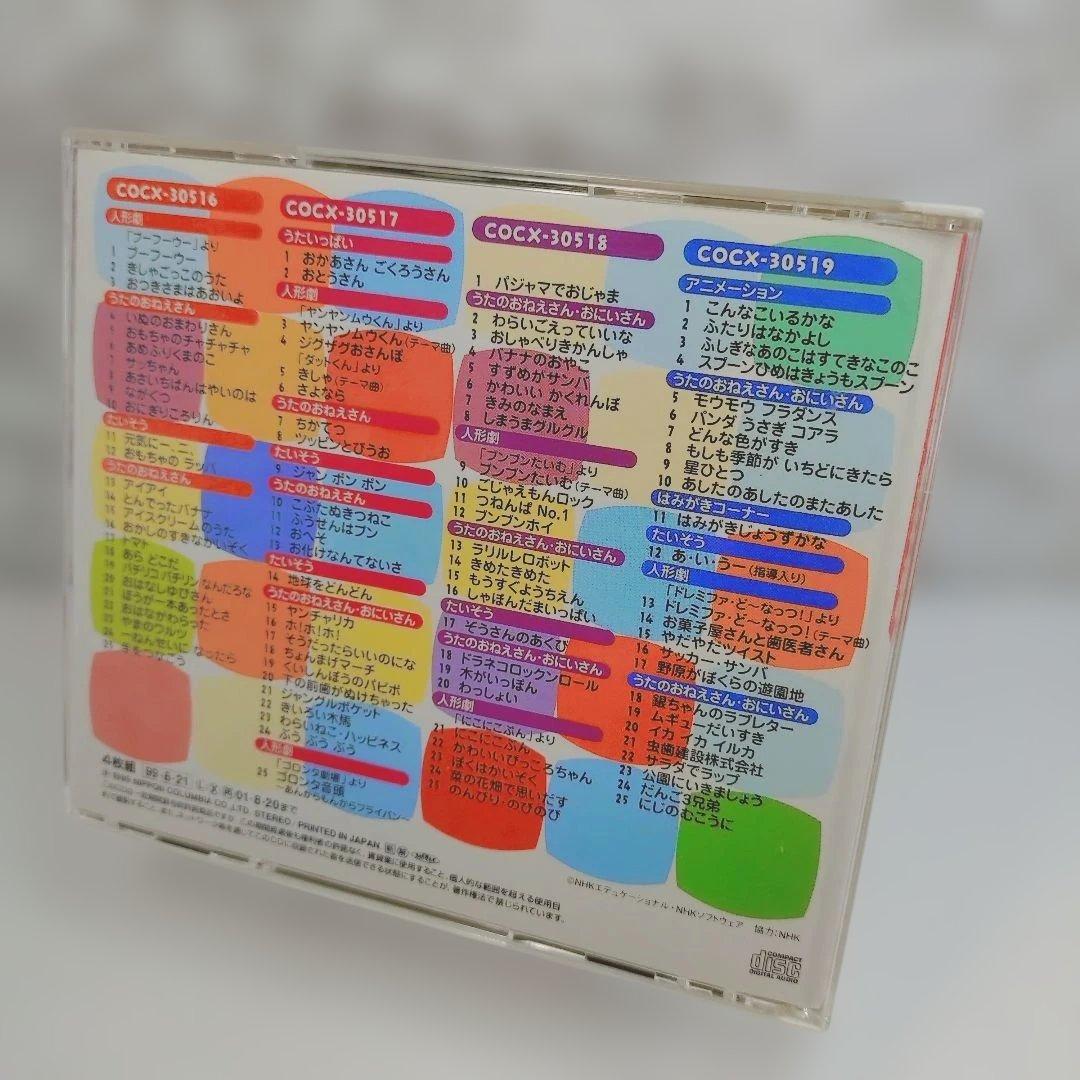 COCX-30516
人形劇
「ブーフーウー」より
1 ブーフーウー
2 きしゃごっこのうた
3 おつきさまはあおいよ
うたのおねえさん
4 いぬのおまわりさん
5 おもちゃのチャチャチャ
6 あめふりくまのこ
7 サッちゃん
8 あさいちばんはやいのは
9 ながぐつ
10 おにぎりころりん
たいそう
11 元気に一、二、
12 おもちゃの ラッパ
うたのおねえさん
13 アイアイ
14 とんでったバナナ
15 アイスクリームのうた
16 おかしのすきなかいぞく
17 トマト
18 あら どこだ
19 パチリコ パチリン なんだろな
20 おはなしゆびさん
21 ぼうが一本あったとさ
22 おはながわらった
23 やまのワルツ
COCX-30517
うたいっぱい
1 おかあさん ごくろうさん
2 おとうさん
人形劇
「ヤンヤンムウくん」より
3 ヤンヤンムウくん(テーマ曲)
4 ジグザグおさんぽ
「ダットくん」より
5 きしゃ(テーマ曲)
6 さよなら
うたのおねえさん
7 ちかてつ
8 ツッピンとびうお
たいそう
9 ジャン ポン ポン
うたのおねえさん
10 こぶたぬきつねこ
11 ふうせんはブン
12 おへそ
13 お化けなんてないさ
たいそう
14 地球をどんどん
うたのおねえさん・おにいさん
15 ヤンチャリカ
16 ホ!ホ!ホ!
17 そうだったらいいのにな
18 ちょんまげマーチ
19 くいしんぼうのパピポ
20 下の前歯がぬけちゃった
21 ジャングルポケット
22 きいろい木馬
23 わらいねこ・ハッピネス
24 ぶう ぶう ぶう
人形劇
「ゴロンタ劇場」より
25 ゴロンタ音頭
―あんからもんからフライパン―
COCX-30518
1 パジャマでおじゃま
うたのおねえさん・おにいさん
2 わらいごえっていいな
3 おしゃべりきかんしゃ
4 バナナのおやこ
5 すずめがサンバ
6 かわいい かくれんぼ
7 きみのなまえ
8 しまうまグルグル
人形劇
「ブンブンたいむ」より
9 ブンブンたいむ(テーマ曲)
10 ごじゃえもんロック
11 つねんぱ No.1
12 ブンブンホイ
うたのおねえさん・おにいさん
13 ラリルレロボット
14 きめたきめた
15 もうすぐようちえん
16 しゃぼんだまいっぱい
たいそう
17 ぞうさんのあくび
うたのおねえさん・おにいさん
18 ドラネコロックンロール
19 木がいっぽん
20 わっしょい
人形劇
「にこにこぷん」より
21 にこにこぷん
22 かわいいぴっころちゃん
23 ぼくはかいぞく
24 菜の花畑で思いだす
25 のんびり・のびのび
COCX-30519
アニメーション
1 こんなこいるかな
2 ふたりはなかよし
3 ふしぎなあのこはすてきなこのこ
4 スプーンひめはきょうもスプーン
うたのおねえさん・おにいさん
5 モウモウ フラダンス
6 パンダ うさぎ コアラ
7 どんな色がすき
8 もしも季節が いちどにきたら
9 星ひとつ
10 あしたのあしたのまたあした
はみがきコーナー
11 はみがきじょうずかな
たいそう
12 あ・い・うー(指導入り)
人形劇
「ドレミファ・ど〜なっつ!」より
13 ドレミファ・ど〜なっつ!(テーマ曲)
14 お菓子屋さんと歯医者さん
15 やだやだツイスト
16 サッカー・サンバ
17 野原がぼくらの遊園地
うたのおねえさん・おにいさん
18 銀ちゃんのラブレター
19 ムギューだいすき
20 イカ イカ イルカ
21 虫歯建設株式会社
22 サラダでラップ
23 公園にいきましょう
24 だんご3兄弟
25 にじのむこうに
4枚組
99・6・21
01・6・20まで
NIPPON COLUMBIA CO.,LTD. STEREO / PRINTED IN JAPAN
©NHKエデュケーショナル・NHKソフトウェア 協力:NHK
COMPACT
disc
DIGITAL AUDIO